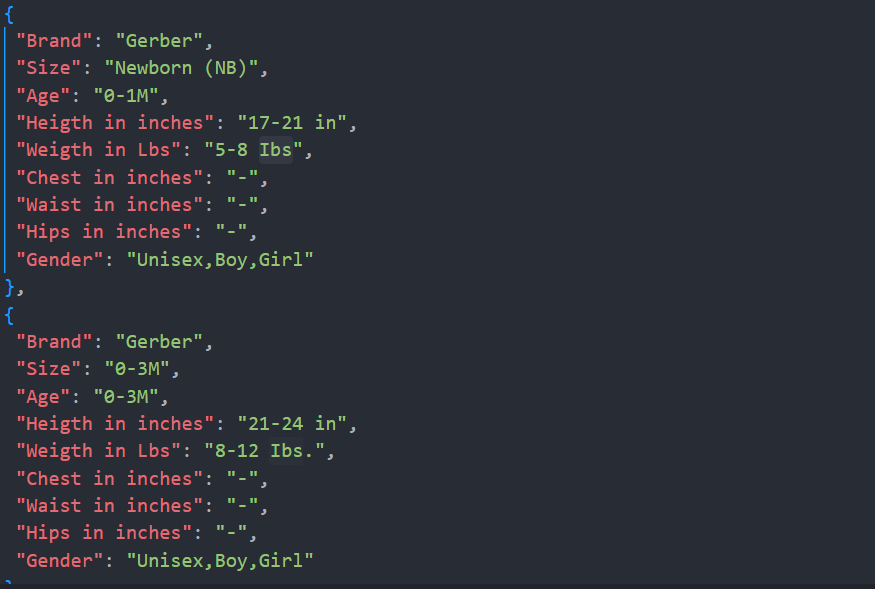 {
"Brand": "Gerber",
"Size": "Newborn (NB)",
"Age": "0-1M",
"Heigth in inches": "17-21 in",
"Weigth in Lbs": "5-8 Ibs",
"Chest in inches": "-",
"Waist in inches": "-",
"Hips in inches": "-",
"Gender": "Unisex,Boy,Girl"
},
{
"Brand": "Gerber",
"Size": "0-3M",
"Age": "0-3M",
"Heigth in inches": "21-24 in",
"Weigth in Lbs": "8-12 Ibs.",
"Chest in inches": "-",
"Waist in inches": "-",
"Hips in inches": "-",
"Gender": "Unisex,Boy,Girl"